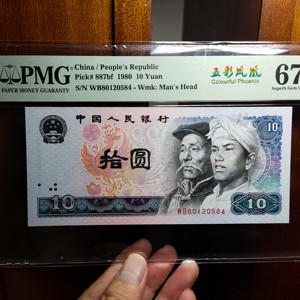 PMG
PAPER MONEY GUARANTY
China / People's Republic
Pick# 887bf 1980 10 Yuan
S/N WB80120584 - Wmk: Man's Head
五彩凤凰
Colourful Phoenix
67
Superb Gem
中国人民银行
10
拾圆
WB80120584
10
10